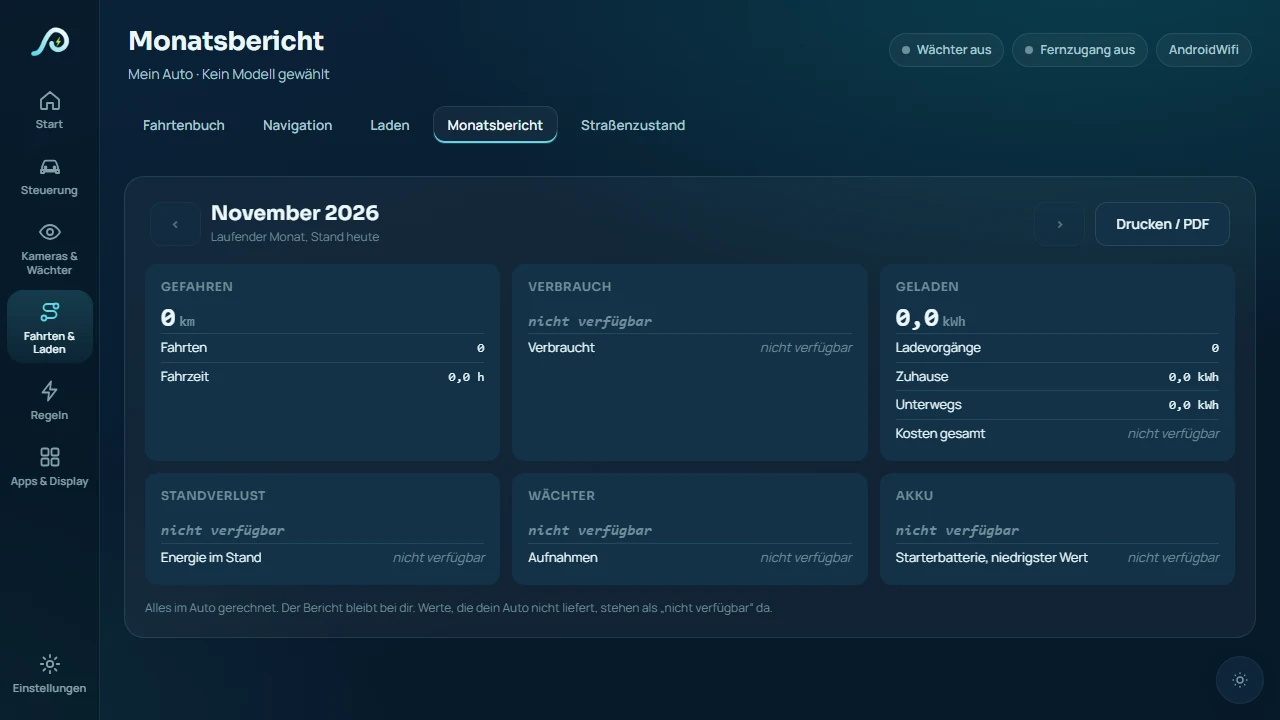 Monatsbericht
Mein Auto · Kein Modell gewählt
Wächter aus
Fernzugang aus
AndroidWifi
Start
Steuerung
Kameras &
Wächter
Fahrten &
Laden
Regeln
Apps & Display
Einstellungen
Fahrtenbuch
Navigation
Laden
Monatsbericht
Straßenzustand
‹
November 2026
Laufender Monat, Stand heute
›
Drucken / PDF
GEFAHREN
0 km
Fahrten 0
Fahrzeit 0,0 h
VERBRAUCH
nicht verfügbar
Verbraucht nicht verfügbar
GELADEN
0,0 kWh
Ladevorgänge 0
Zuhause 0,0 kWh
Unterwegs 0,0 kWh
Kosten gesamt nicht verfügbar
STANDVERLUST
nicht verfügbar
Energie im Stand nicht verfügbar
WÄCHTER
nicht verfügbar
Aufnahmen nicht verfügbar
AKKU
nicht verfügbar
Starterbatterie, niedrigster Wert nicht verfügbar
Alles im Auto gerechnet. Der Bericht bleibt bei dir. Werte, die dein Auto nicht liefert, stehen als „nicht verfügbar“ da.